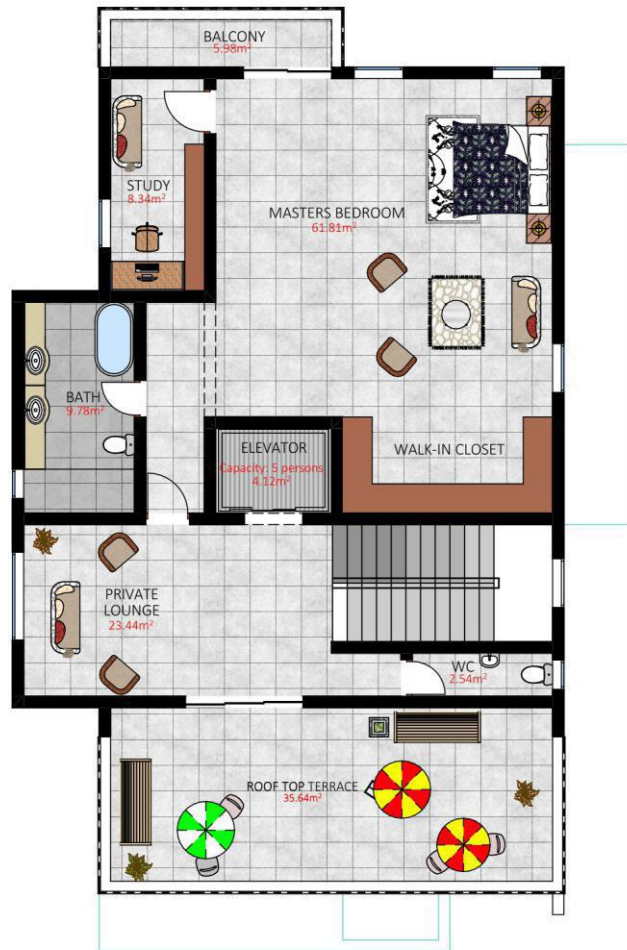 BALCONY
5.98m²
STUDY
8.34m²
MASTERS BEDROOM
61.81m²
BATH
9.78m²
ELEVATOR
Capacity: 5 persons
4.12m²
WALK-IN CLOSET
PRIVATE
LOUNGE
23.44m²
WC
2.54m²
ROOF TOP TERRACE
35.64m²